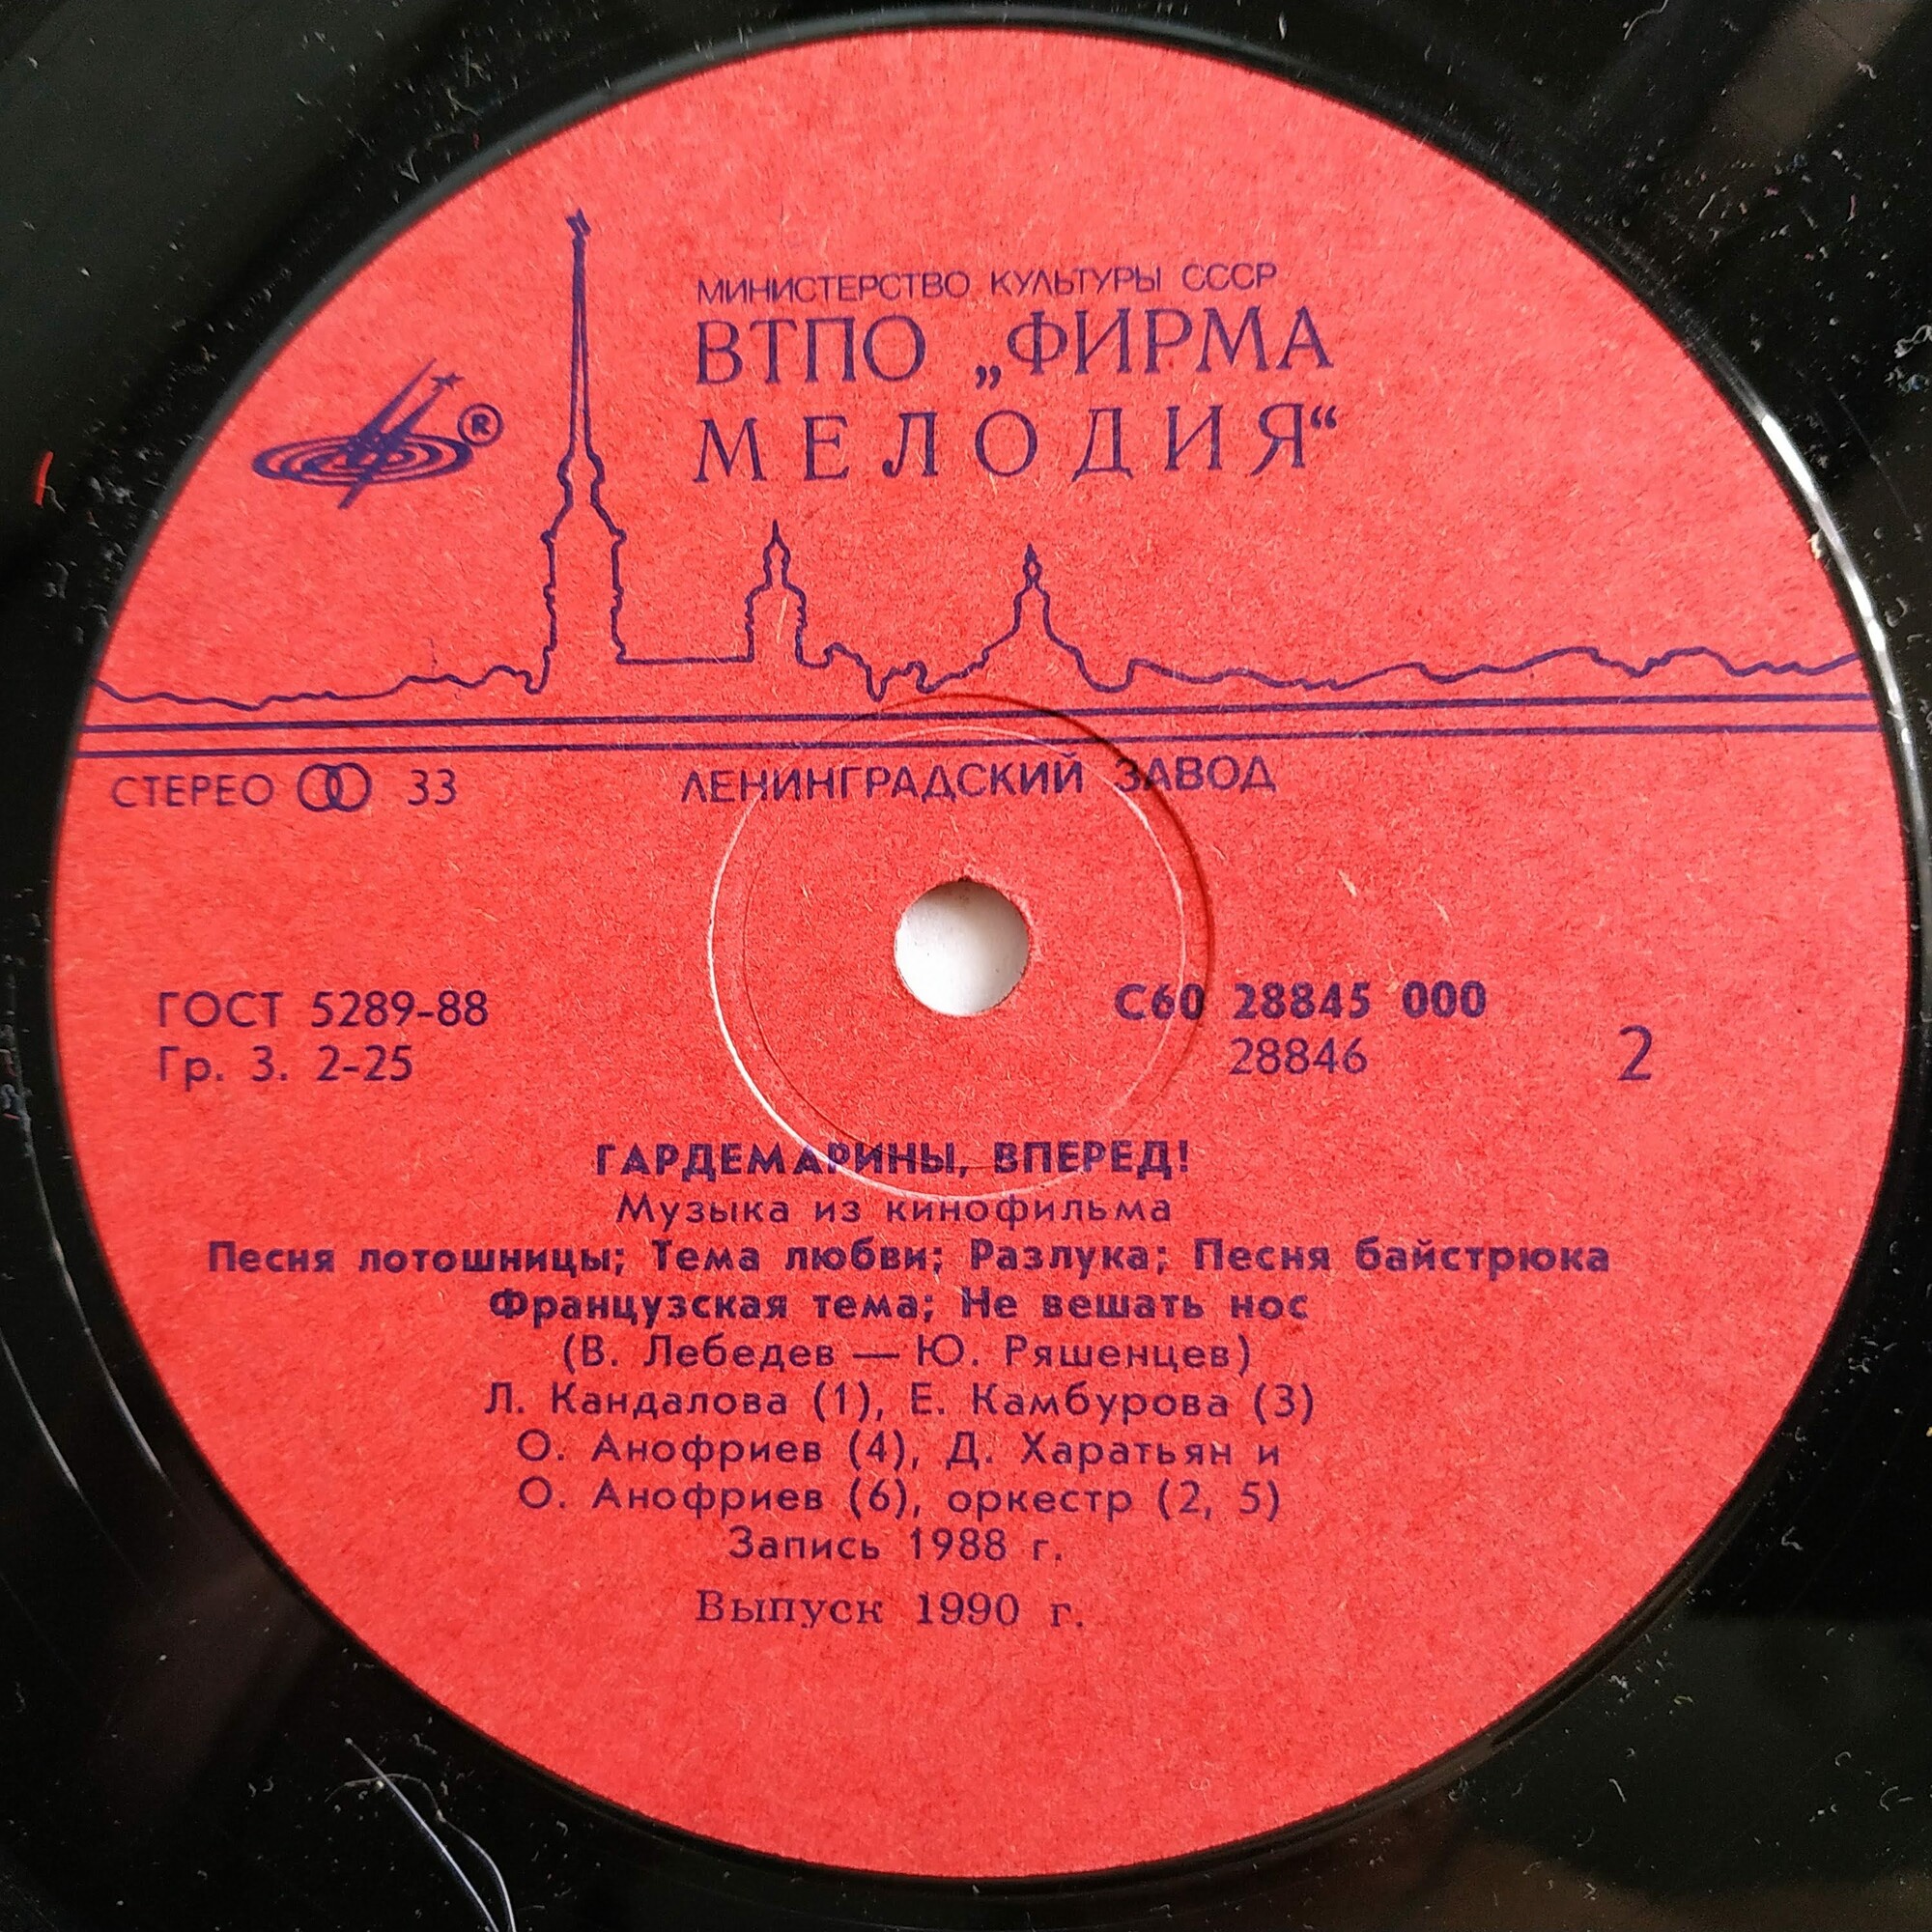 МИНИСТЕРСТВО КУЛЬТУРЫ СССР
ВТПО „ФИРМА
МЕЛОДИЯ“
®
СТЕРЕО 33
ЛЕНИНГРАДСКИЙ ЗАВОД
ГОСТ 5289-88
Гр. 3. 2-25
С60 28845 000
28846
2
ГАРДЕМАРИНЫ, ВПЕРЕД!
Музыка из кинофильма
Песня лотошницы; Тема любви; Разлука; Песня байстрюка
Французская тема; Не вешать нос
(В. Лебедев — Ю. Ряшенцев)
Л. Кандалова (1), Е. Камбурова (3)
О. Анофриев (4), Д. Харатьян и
О. Анофриев (6), оркестр (2, 5)
Запись 1988 г.
Выпуск 1990 г.